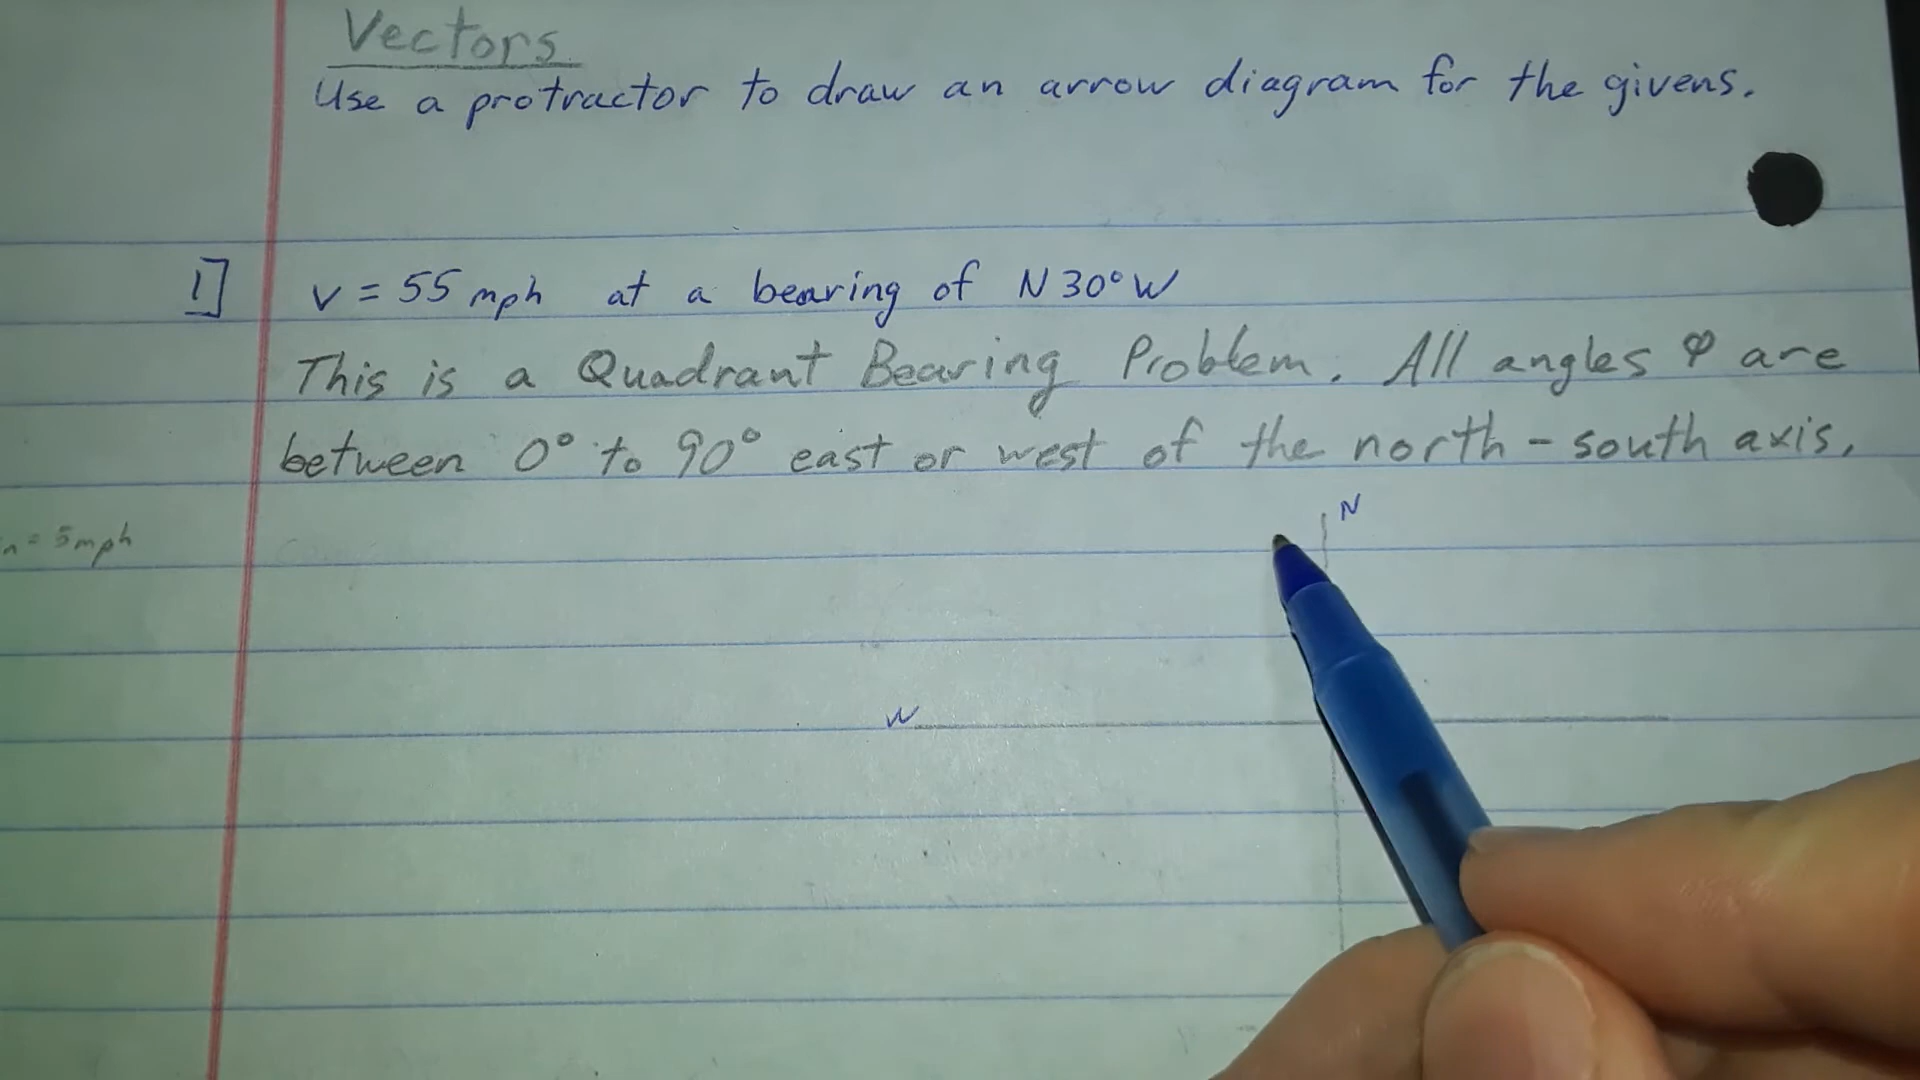 Vectors
Use a protractor to draw an arrow diagram for the givens.
1] v = 55 mph at a bearing of N 30° W
This is a Quadrant Bearing Problem. All angles φ are
between 0° to 90° east or west of the north - south axis.
N
= 5 mph
W